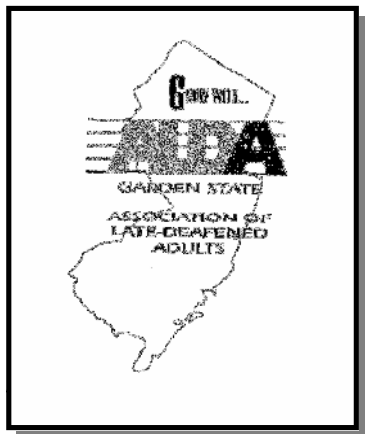 ALDA
GARDEN STATE
ASSOCIATION OF
LATE-DEAFENED
ADULTS